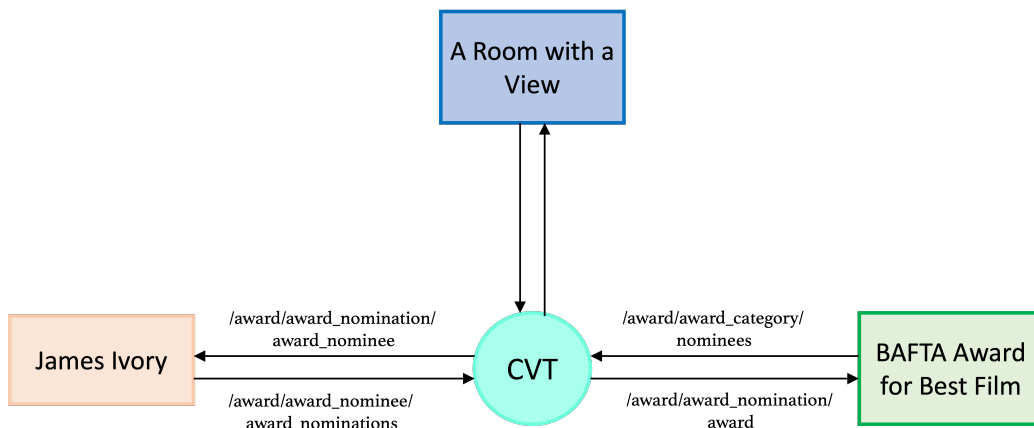 A Room with a
View
/award/award_nomination/
award_nominee
/award/award_category/
nominees
James Ivory
CVT
BAFTA Award
for Best Film
/award/award_nominee/
award_nominations
/award/award_nomination/
award